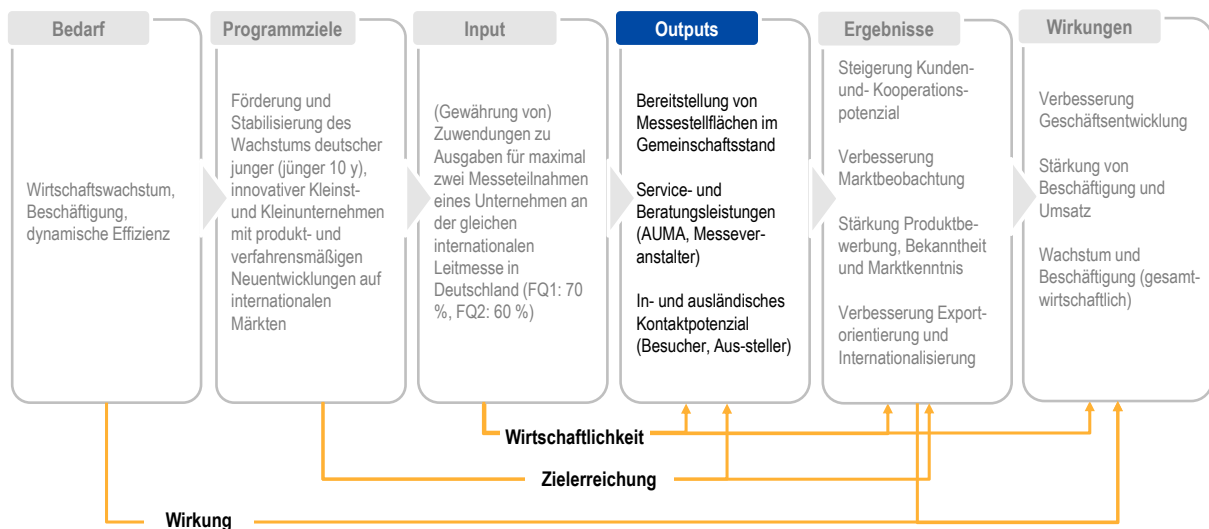 Bedarf
Wirtschaftswachstum,
Beschäftigung,
dynamische Effizienz
Programmziele
Förderung und
Stabilisierung des
Wachstums deutscher
junger (jünger 10 y),
innovativer Kleinst-
und Kleinunternehmen
mit produkt- und
verfahrensmäßigen
Neuentwicklungen auf
internationalen
Märkten
Input
(Gewährung von)
Zuwendungen zu
Ausgaben für maximal
zwei Messeteilnahmen
eines Unternehmen an
der gleichen
internationalen
Leitmesse in
Deutschland (FQ1: 70
%, FQ2: 60 %)
Outputs
Bereitstellung von
Messestellflächen im
Gemeinschaftsstand
Service- und
Beratungsleistungen
(AUMA, Messever-
anstalter)
In- und ausländisches
Kontaktpotenzial
(Besucher, Aus-steller)
Ergebnisse
Steigerung Kunden-
und- Kooperations-
potenzial
Verbesserung
Marktbeobachtung
Stärkung Produktbe-
werbung, Bekanntheit
und Marktkenntnis
Verbesserung Export-
orientierung und
Internationalisierung
Wirkungen
Verbesserung
Geschäftsentwicklung
Stärkung von
Beschäftigung und
Umsatz
Wachstum und
Beschäftigung (gesamt-
wirtschaftlich)
Wirtschaftlichkeit
Zielerreichung
Wirkung